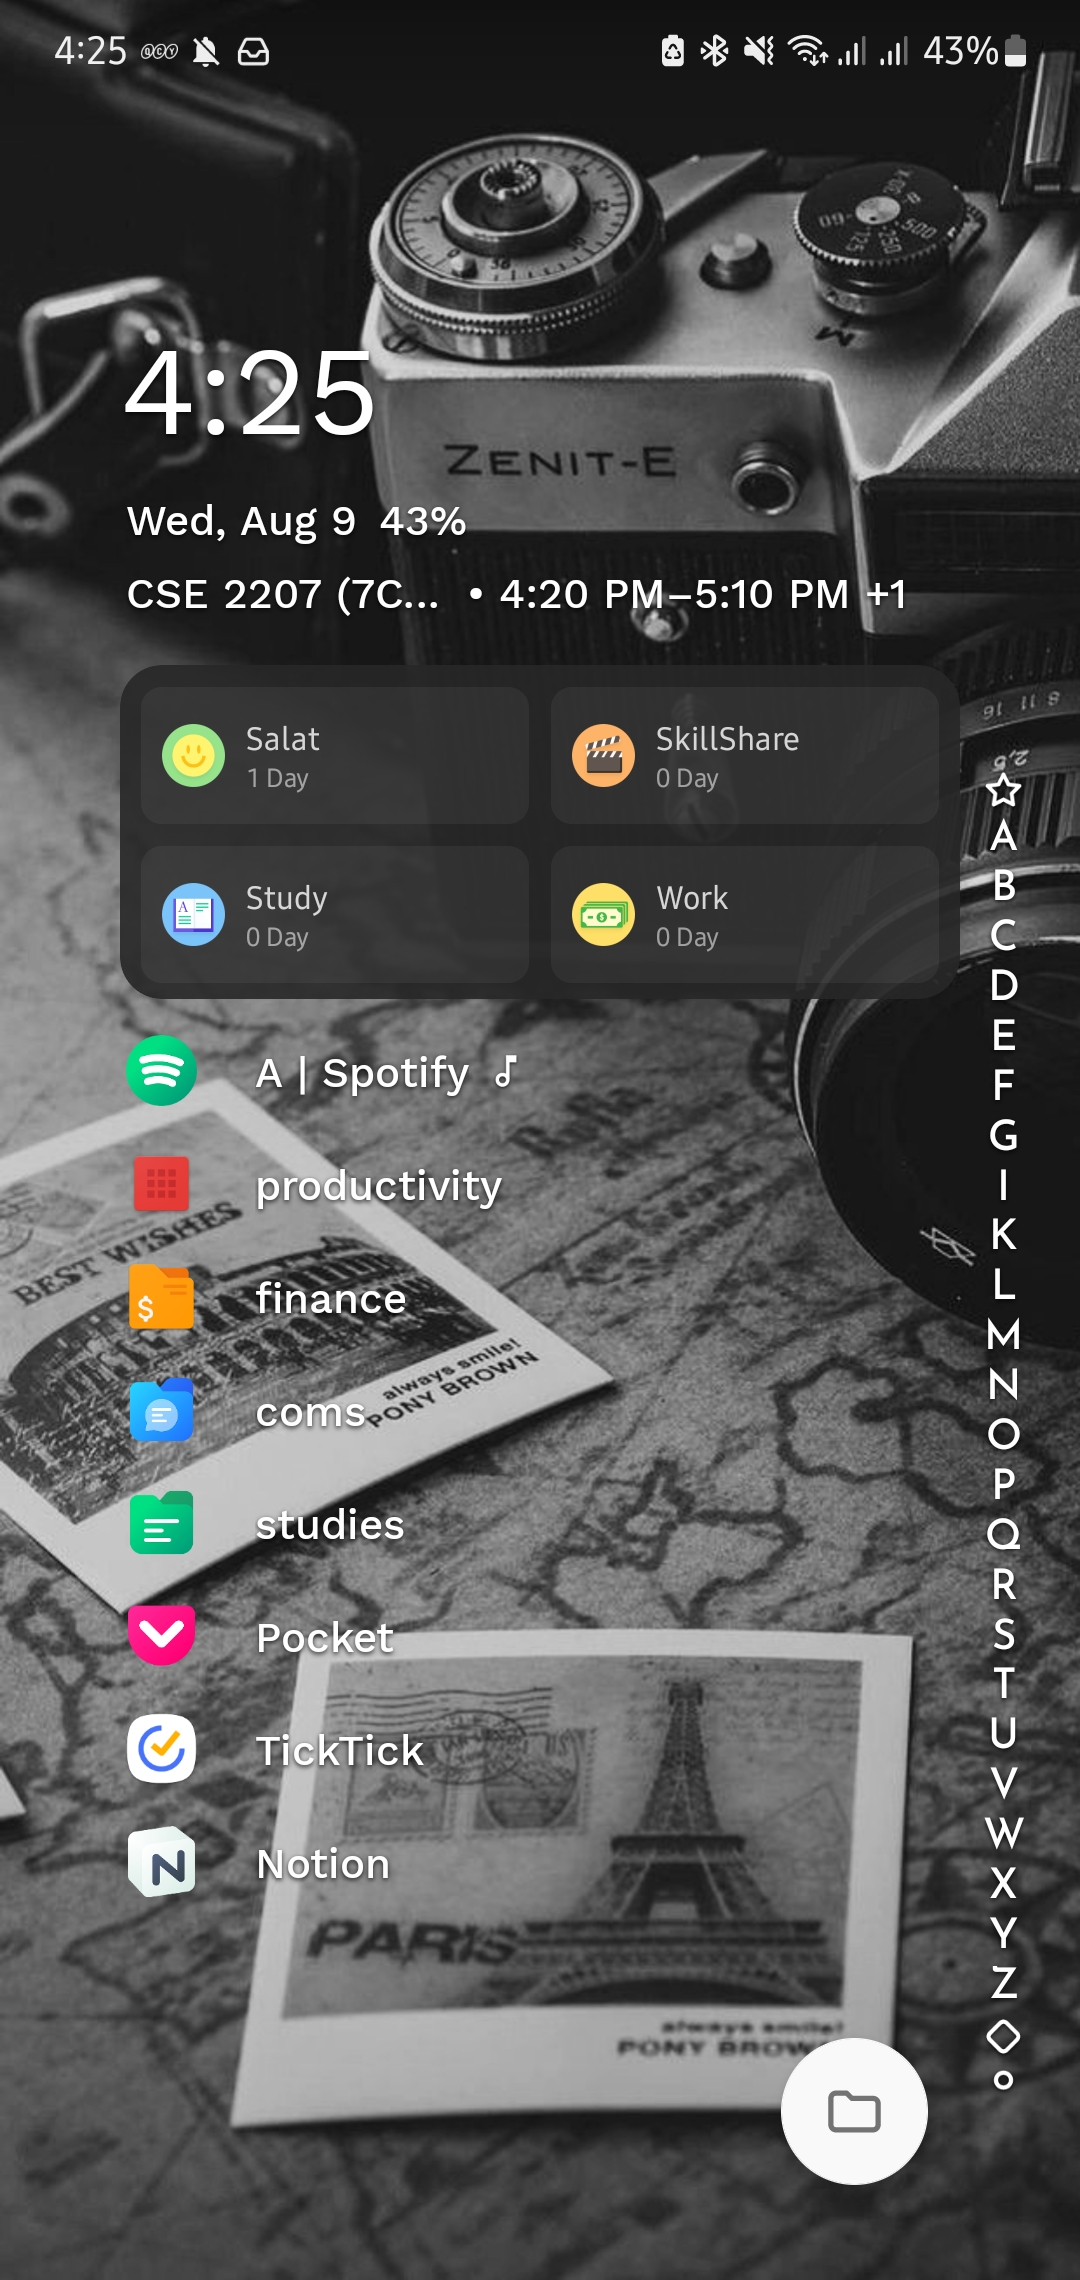 4:25 QCY 43%
ZENIT-E
4:25
Wed, Aug 9 43%
CSE 2207 (7C... • 4:20 PM–5:10 PM +1
Salat
1 Day
SkillShare
0 Day
Study
0 Day
Work
0 Day
A | Spotify
productivity
finance
coms
studies
Pocket
TickTick
Notion
A
B
C
D
E
F
G
I
K
L
M
N
O
P
Q
R
S
T
U
V
W
X
Y
Z
BEST WISHES
always smile!
PONY BROWN
PARIS
always smile!
PONY BROWN